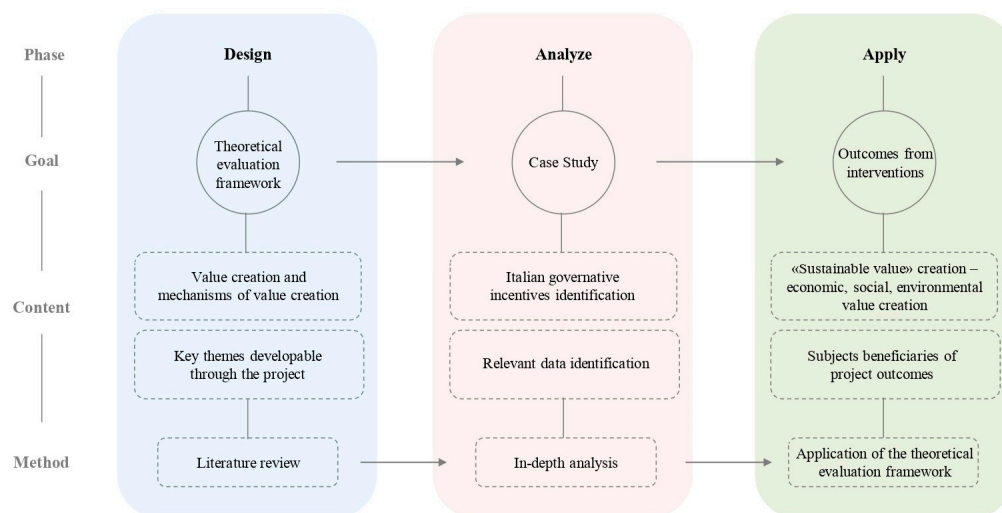 Phase
Design
Analyze
Apply
Goal
Theoretical
evaluation
framework
Case Study
Outcomes from
interventions
Content
Value creation and
mechanisms of value creation
Italian governative
incentives identification
«Sustainable value» creation –
economic, social, environmental
value creation
Key themes developable
through the project
Relevant data identification
Subjects beneficiaries of
project outcomes
Method
Literature review
In-depth analysis
Application of the theoretical
evaluation framework